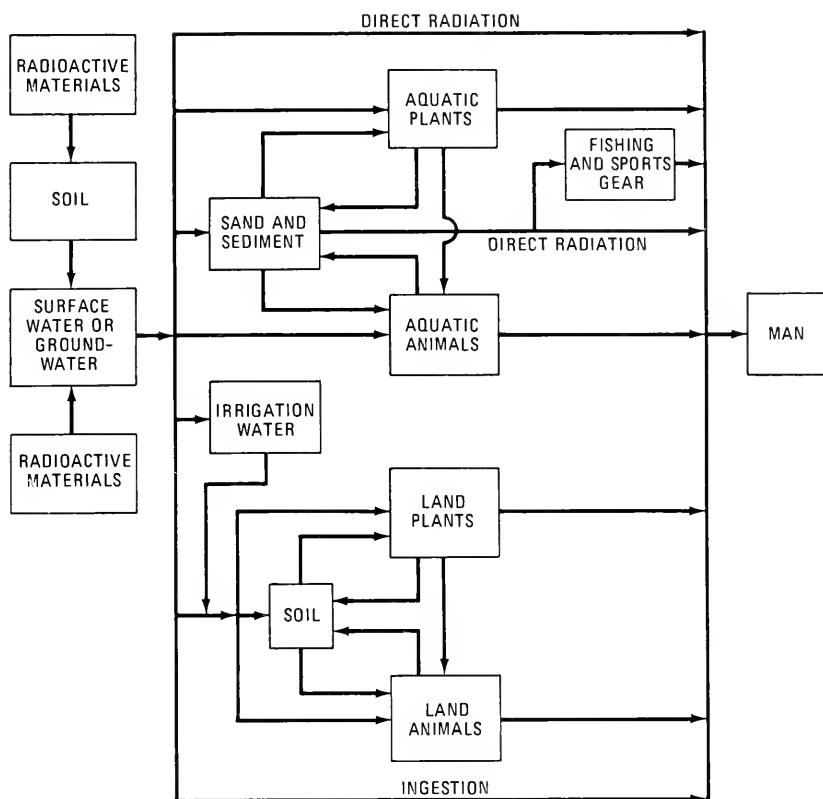 DIRECT RADIATION
RADIOACTIVE
MATERIALS
AQUATIC
PLANTS
FISHING
AND SPORTS
GEAR
SOIL
SAND AND
SEDIMENT
DIRECT RADIATION
SURFACE
WATER OR
GROUND-
WATER
AQUATIC
ANIMALS
MAN
IRRIGATION
WATER
RADIOACTIVE
MATERIALS
LAND
PLANTS
SOIL
LAND
ANIMALS
INGESTION